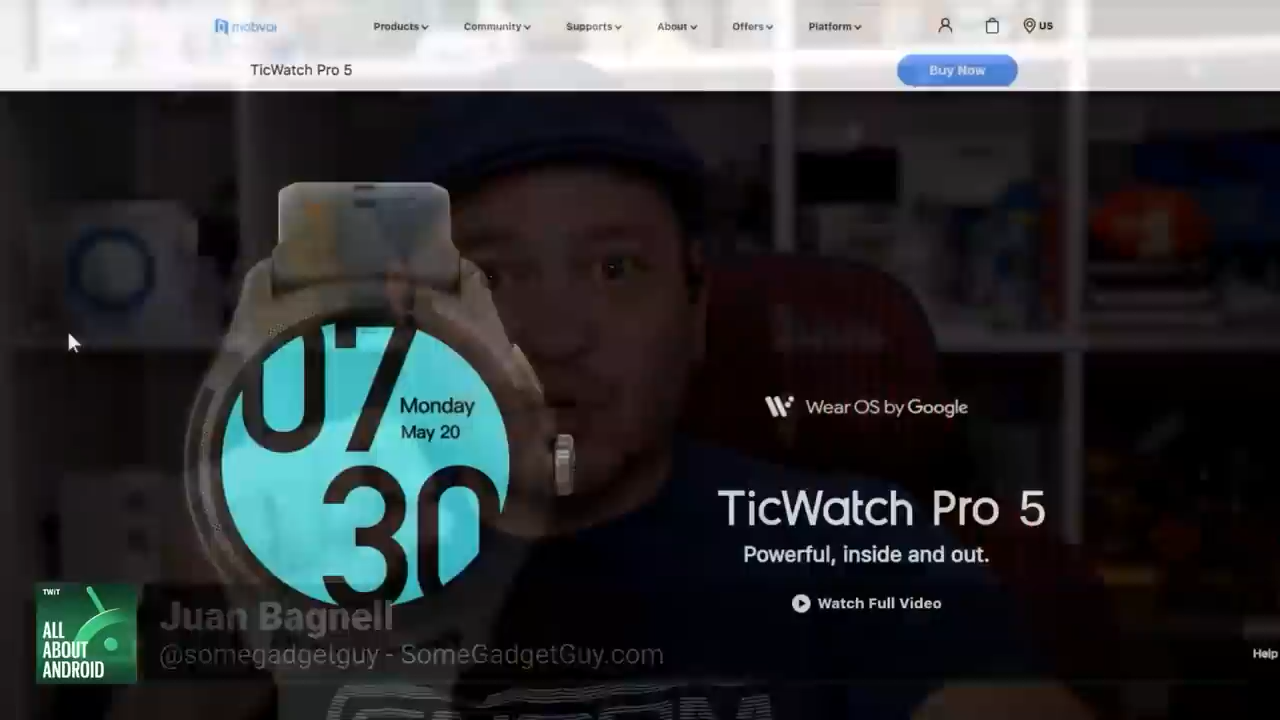 mobvoi
Products
Community
Supports
About
Offers
Platform
US
TicWatch Pro 5
Buy Now
07
30
Monday
May 20
Wear OS by Google
TicWatch Pro 5
Powerful, inside and out.
Watch Full Video
Help
TWiT
ALL
ABOUT
ANDROID
Juan Bagnell
@somegadgetguy - SomeGadgetGuy.com